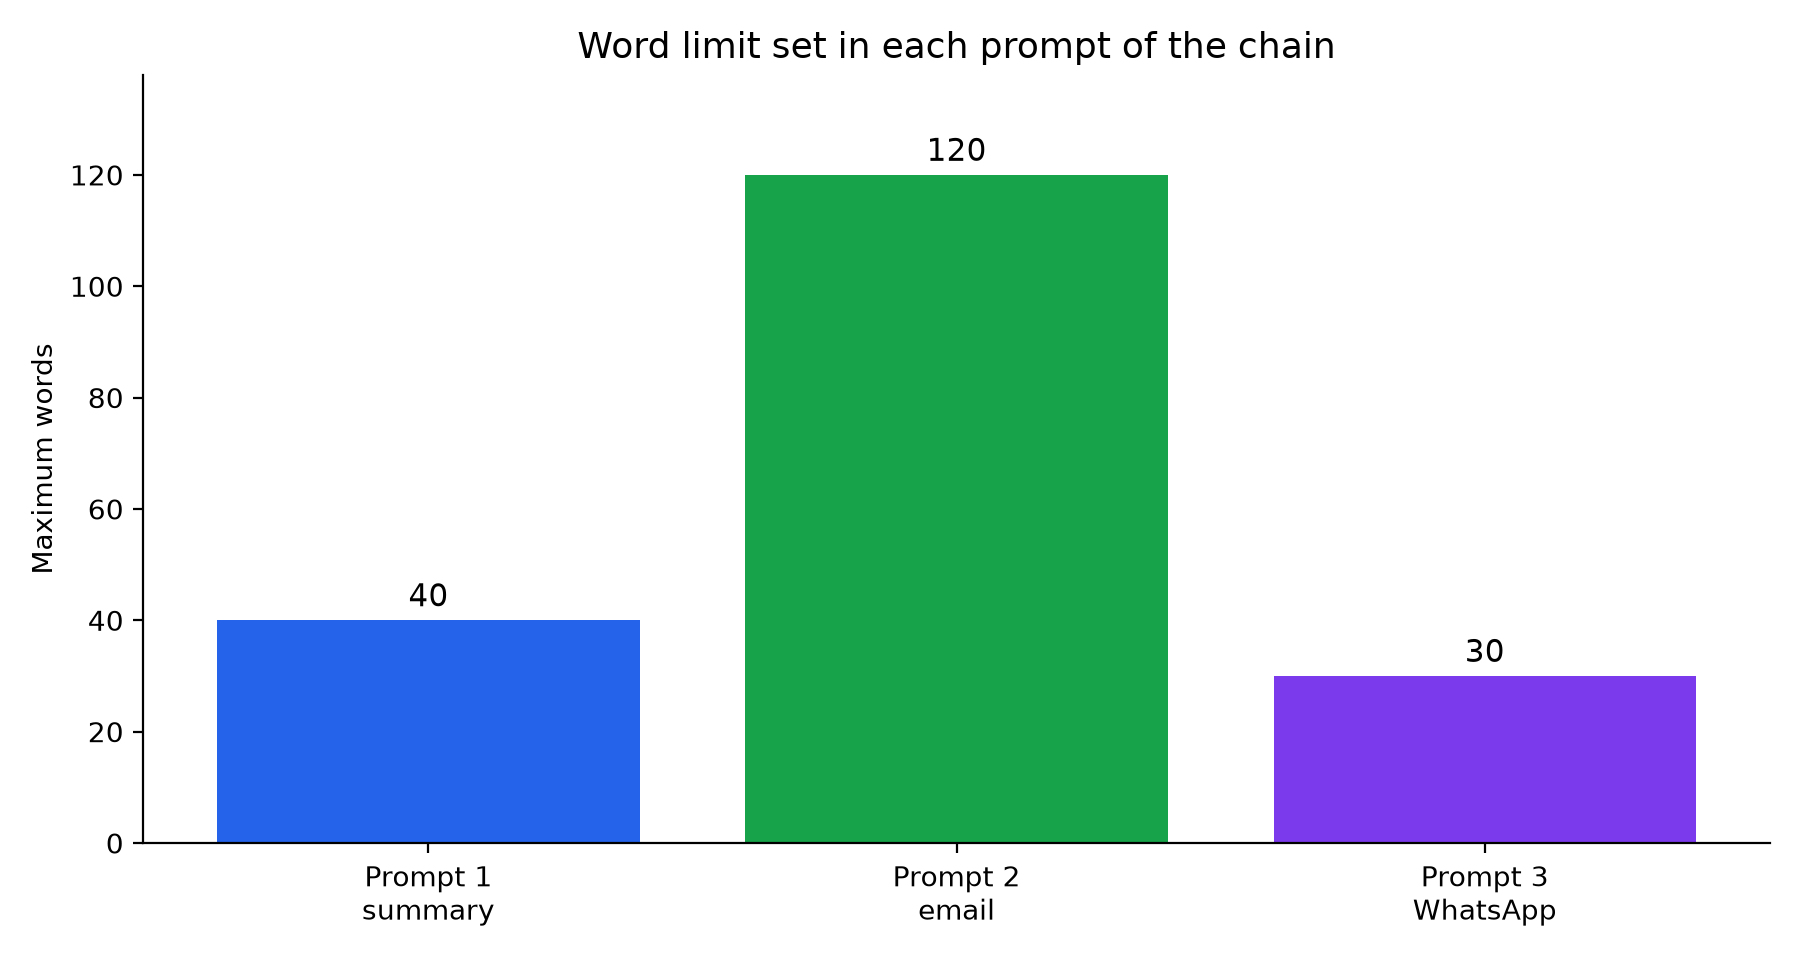 Word limit set in each prompt of the chain
Maximum words
120
100
80
60
40
20
0
40
120
30
Prompt 1
summary
Prompt 2
email
Prompt 3
WhatsApp